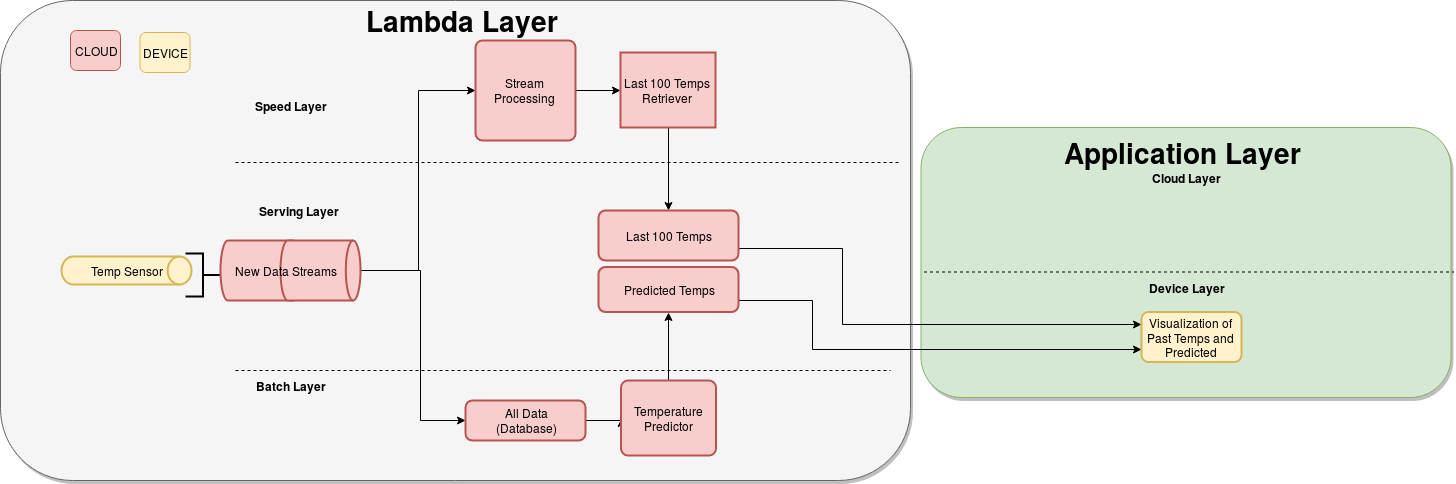 Lambda Layer
CLOUD
DEVICE
Speed Layer
Stream
Processing
Last 100 Temps
Retriever
Serving Layer
Temp Sensor
New Data Streams
Last 100 Temps
Predicted Temps
Batch Layer
All Data
(Database)
Temperature
Predictor
Application Layer
Cloud Layer
Device Layer
Visualization of
Past Temps and
Predicted